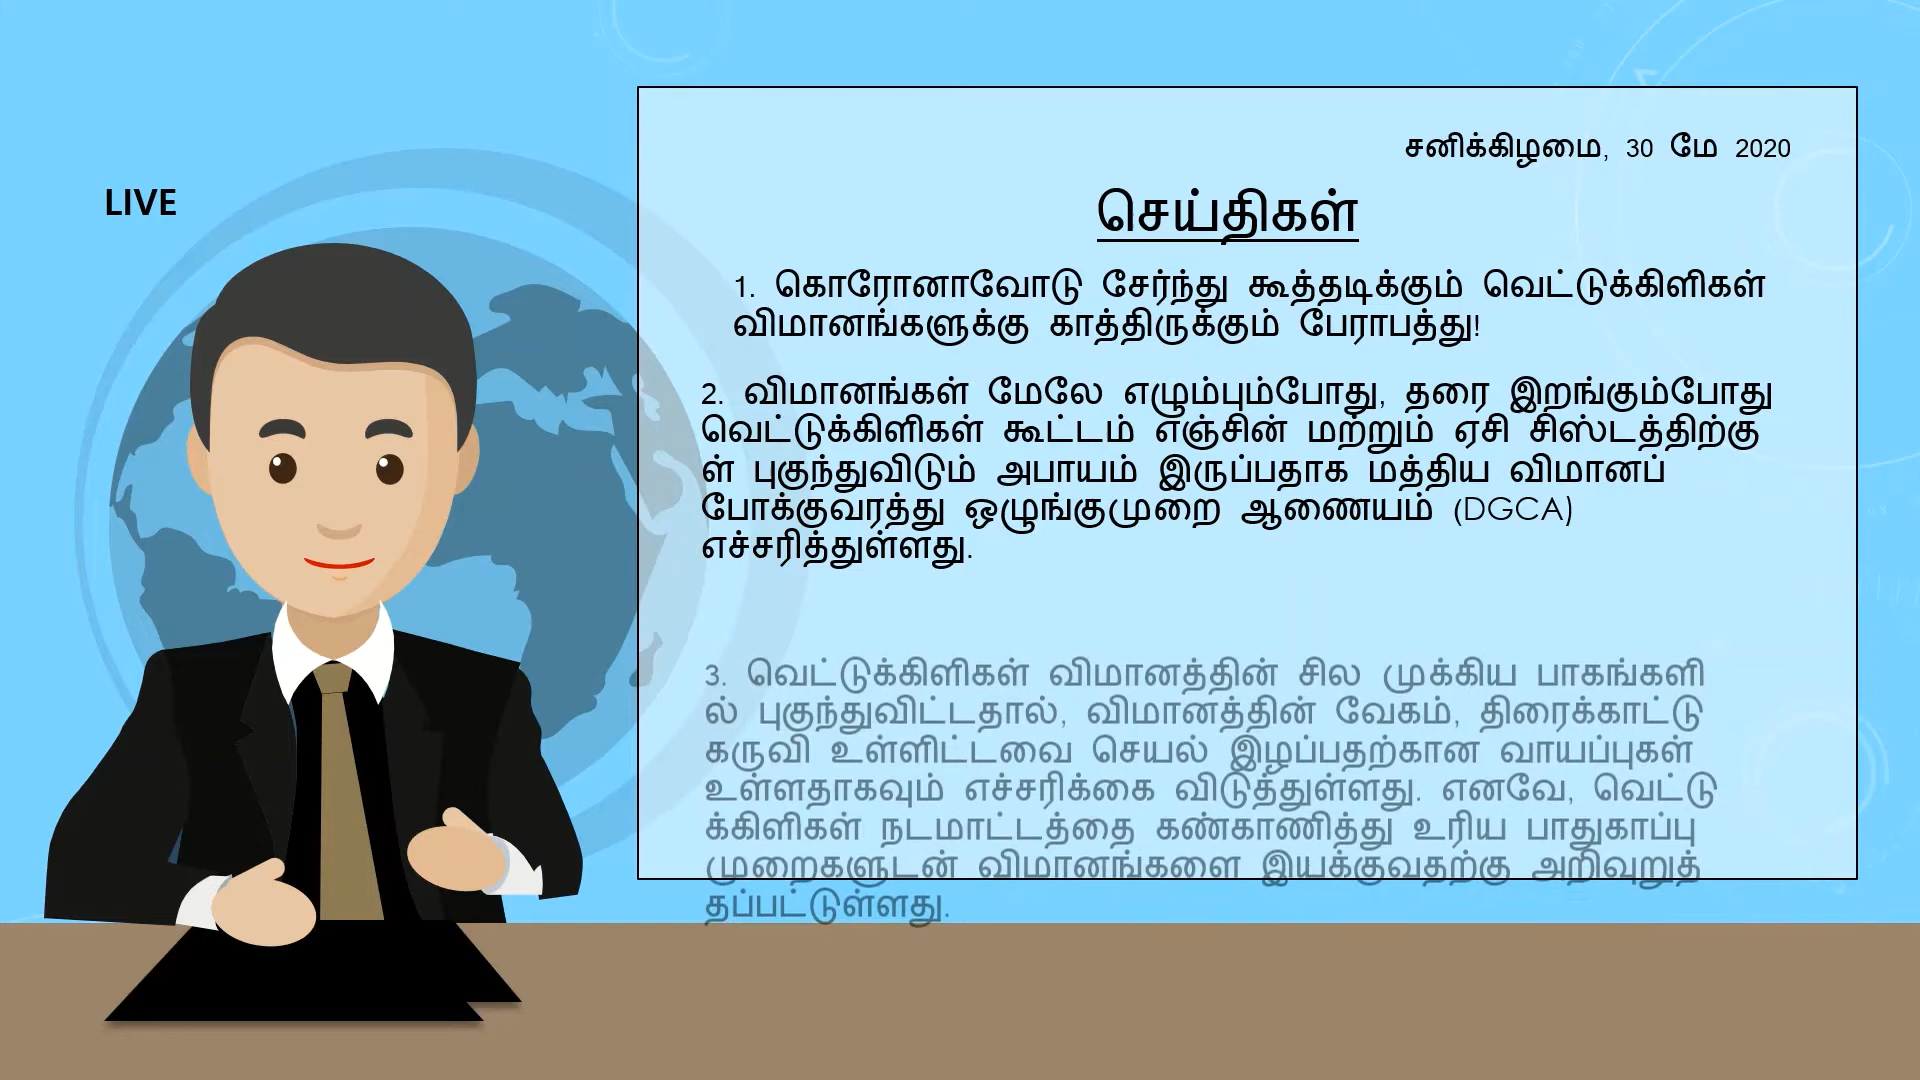 சனிக்கிழமை, 30 மே 2020
LIVE
செய்திகள்
1. கொரோனாவோடு சேர்ந்து கூத்தடிக்கும் வெட்டுக்கிளிகள்
விமானங்களுக்கு காத்திருக்கும் பேராபத்து!
2. விமானங்கள் மேலே எழும்பும்போது, தரை இறங்கும்போது
வெட்டுக்கிளிகள் கூட்டம் எஞ்சின் மற்றும் ஏசி சிஸ்டத்திற்கு
ள் புகுந்துவிடும் அபாயம் இருப்பதாக மத்திய விமானப்
போக்குவரத்து ஒழுங்குமுறை ஆணையம் (DGCA)
எச்சரித்துள்ளது.
3. வெட்டுக்கிளிகள் விமானத்தின் சில முக்கிய பாகங்களி
ல் புகுந்துவிட்டதால், விமானத்தின் வேகம், திரைக்காட்டு
கருவி உள்ளிட்டவை செயல் இழப்பதற்கான வாயப்புகள்
உள்ளதாகவும் எச்சரிக்கை விடுத்துள்ளது. எனவே, வெட்டு
க்கிளிகள் நடமாட்டத்தை கண்காணித்து உரிய பாதுகாப்பு
முறைகளுடன் விமானங்களை இயக்குவதற்கு அறிவுறுத்
தப்பட்டுள்ளது.